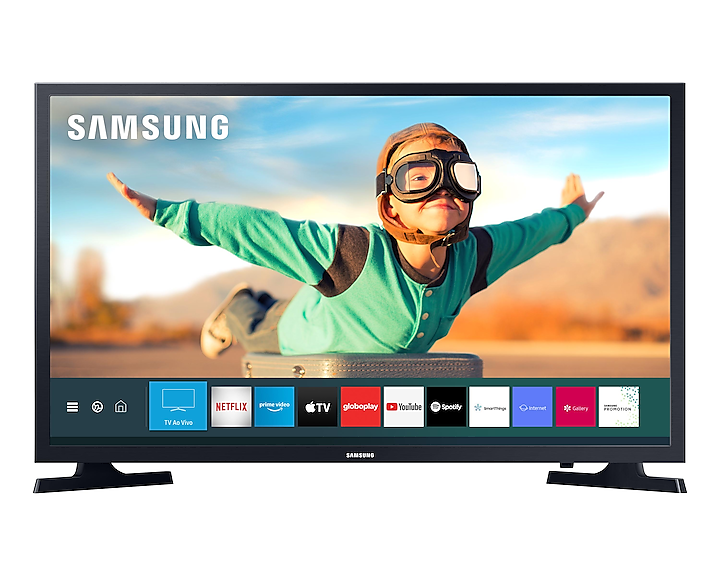 SAMSUNG
TV Ao Vivo
NETFLIX
prime video
TV
globoplay
YouTube
Spotify
SmartThings
Internet
Gallery
SAMSUNG
PROMOTION
SAMSUNG